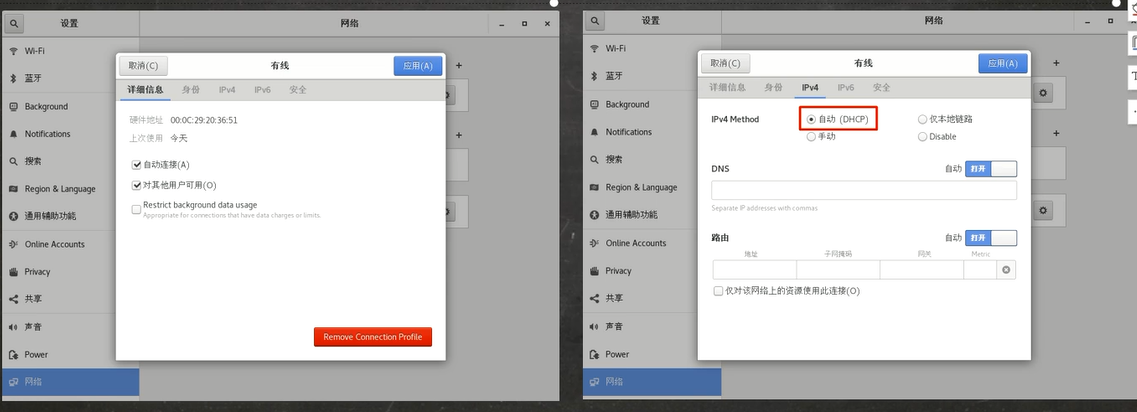 设置
网络
Wi-Fi
蓝牙
Background
Notifications
搜索
Region & Language
通用辅助功能
Online Accounts
Privacy
共享
声音
Power
网络
取消(C)
有线
应用(A)
详细信息
身份
IPv4
IPv6
安全
硬件地址 00:0C:29:20:36:51
上次使用 今天
自动连接(A)
对其他用户可用(O)
Restrict background data usage
Appropriate for connections that have data charges or limits.
Remove Connection Profile
设置
网络
Wi-Fi
蓝牙
Background
Notifications
搜索
Region & Language
通用辅助功能
Online Accounts
Privacy
共享
声音
Power
网络
取消(C)
有线
应用(A)
详细信息
身份
IPv4
IPv6
安全
IPv4 Method
自动 (DHCP)
仅本地链路
手动
Disable
DNS
自动
打开
Separate IP addresses with commas
路由
自动
打开
地址
子网掩码
网关
Metric
仅对该网络上的资源使用此连接(O)